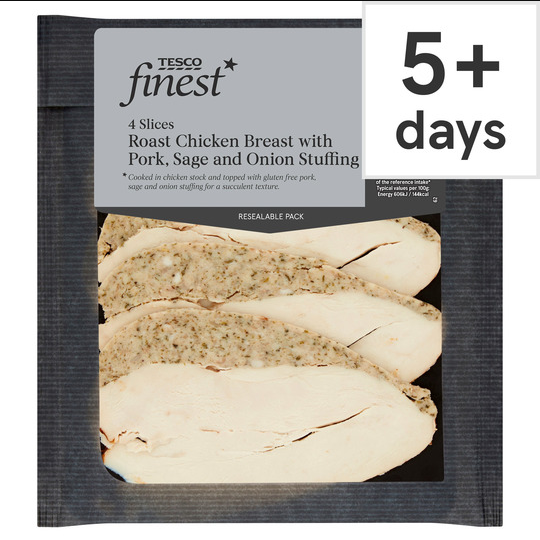 5+
days
TESCO
finest*
4 Slices
Roast Chicken Breast with
Pork, Sage and Onion Stuffing
*Cooked in chicken stock and topped with gluten free pork,
sage and onion stuffing for a succulent texture.
of the reference intake*
Typical values per 100g:
Energy 606kJ / 144kcal
RESEALABLE PACK